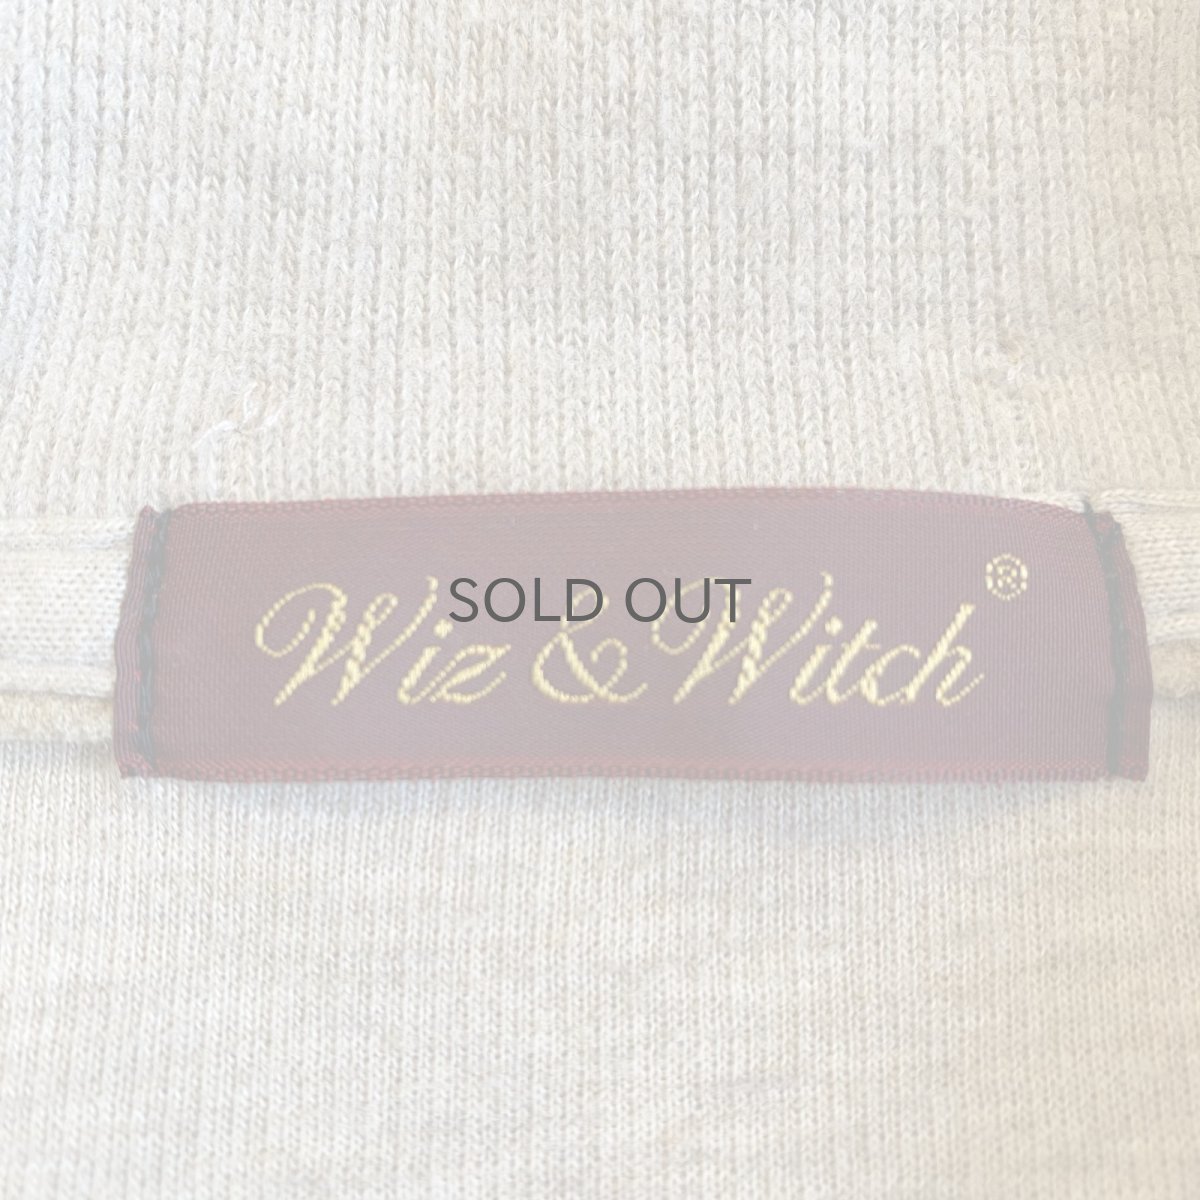 Wiz & Witch ®
SOLD OUT